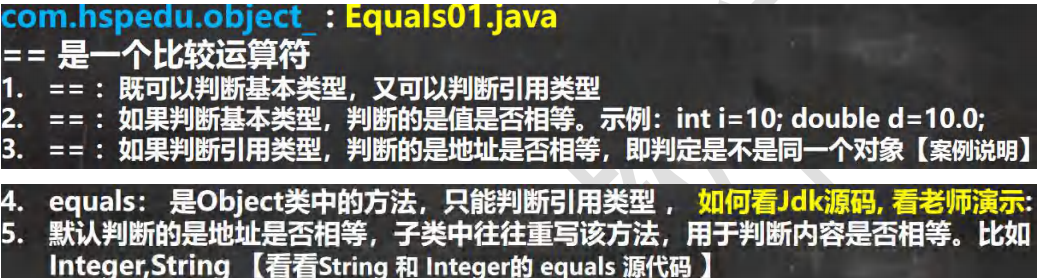 com.hspedu.object_ : Equals01.java
== 是一个比较运算符
1. == ：既可以判断基本类型，又可以判断引用类型
2. == ：如果判断基本类型，判断的是值是否相等。示例：int i=10; double d=10.0;
3. == ：如果判断引用类型，判断的是地址是否相等，即判定是不是同一个对象【案例说明】
4. equals： 是Object类中的方法，只能判断引用类型 ， 如何看Jdk源码, 看老师演示:
5. 默认判断的是地址是否相等，子类中往往重写该方法，用于判断内容是否相等。比如
Integer,String 【看看String 和 Integer的 equals 源代码 】